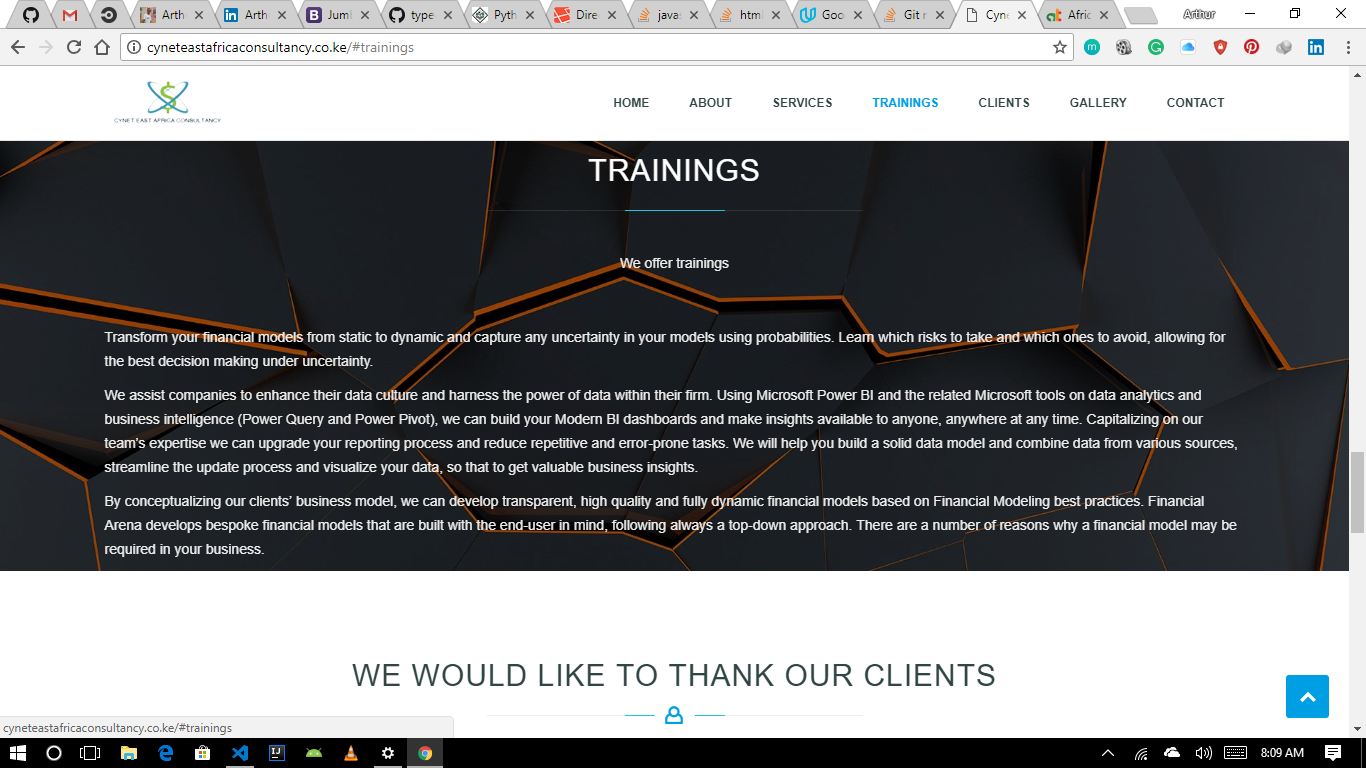 Arth
Arth
Juml
type
Pyth
Dire
java
html
Goo
Git r
Cyne
Afric
Arthur
cyneteastafricaconsultancy.co.ke/#trainings
CYNET EAST AFRICA CONSULTANCY
HOME
ABOUT
SERVICES
TRAININGS
CLIENTS
GALLERY
CONTACT
TRAININGS
We offer trainings
Transform your financial models from static to dynamic and capture any uncertainty in your models using probabilities. Learn which risks to take and which ones to avoid, allowing for
the best decision making under uncertainty.
We assist companies to enhance their data culture and harness the power of data within their firm. Using Microsoft Power BI and the related Microsoft tools on data analytics and
business intelligence (Power Query and Power Pivot), we can build your Modern BI dashboards and make insights available to anyone, anywhere at any time. Capitalizing on our
team's expertise we can upgrade your reporting process and reduce repetitive and error-prone tasks. We will help you build a solid data model and combine data from various sources,
streamline the update process and visualize your data, so that to get valuable business insights.
By conceptualizing our clients’ business model, we can develop transparent, high quality and fully dynamic financial models based on Financial Modeling best practices. Financial
Arena develops bespoke financial models that are built with the end-user in mind, following always a top-down approach. There are a number of reasons why a financial model may be
required in your business.
WE WOULD LIKE TO THANK OUR CLIENTS
cyneteastafricaconsultancy.co.ke/#trainings
8:09 AM